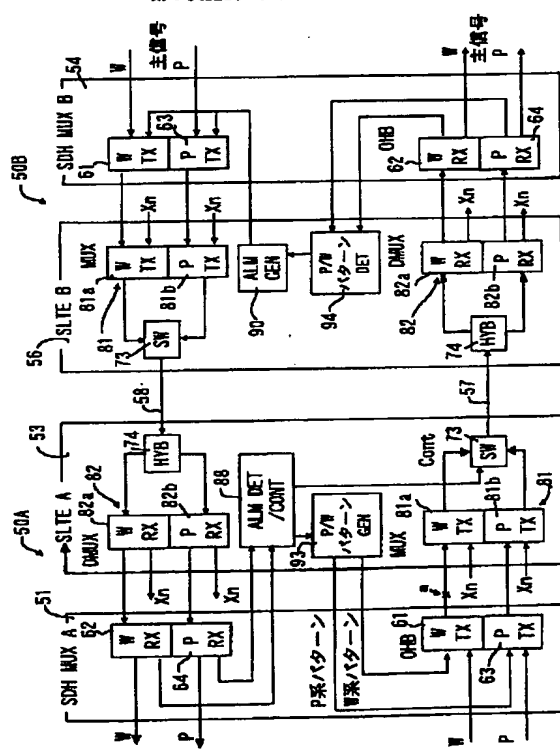 50A
50B
SDH MUX A
51
SLTE A
53
56
SLTE B
SDH MUX B
54
62
W
RX
P
RX
64
W
P
DMUX
82a
82
W
RX
P
RX
82b
Xn
Xn
74
HYB
58
73
SW
81
81a
81b
MUX
W
TX
P
TX
Xn
Xn
61
W
TX
P
TX
63
W
P
主信号
88
ALM DET
/CONT
93
P/W
パターン
GEN
P系パターン
W系パターン
90
ALM
GEN
94
P/W
パターン
DET
OHB
61
W
TX
P
TX
63
W
P
a
MUX
81a
W
TX
P
TX
81b
81
Xn
Xn
Cont
73
SW
57
74
HYB
82
82a
DMUX
W
RX
P
RX
82b
Xn
Xn
OHB
62
W
RX
P
RX
64
W
主信号
P